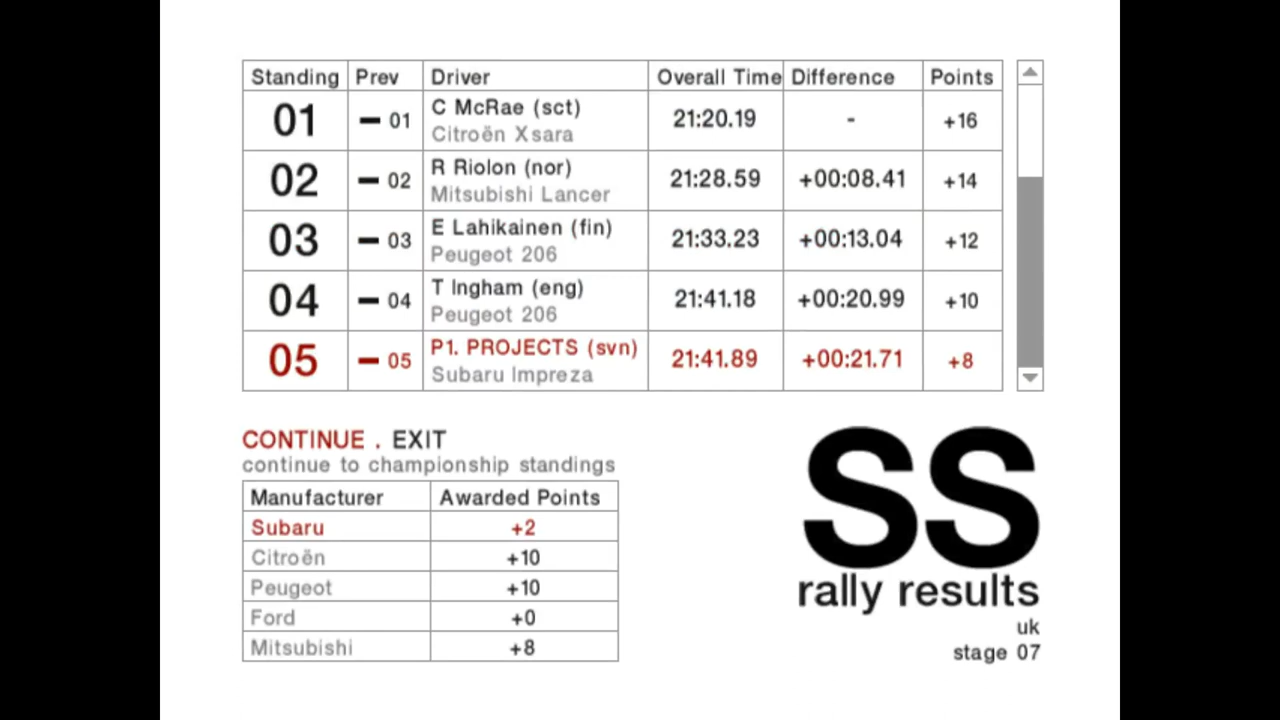 Standing Prev Driver Overall Time Difference Points
01 – 01 C McRae (sct) 21:20.19 - +16
Citroën Xsara
02 – 02 R Riolon (nor) 21:28.59 +00:08.41 +14
Mitsubishi Lancer
03 – 03 E Lahikainen (fin) 21:33.23 +00:13.04 +12
Peugeot 206
04 – 04 T Ingham (eng) 21:41.18 +00:20.99 +10
Peugeot 206
05 – 05 P1. PROJECTS (svn) 21:41.89 +00:21.71 +8
Subaru Impreza
CONTINUE . EXIT
continue to championship standings
Manufacturer Awarded Points
Subaru +2
Citroën +10
Peugeot +10
Ford +0
Mitsubishi +8
SS
rally results
uk
stage 07